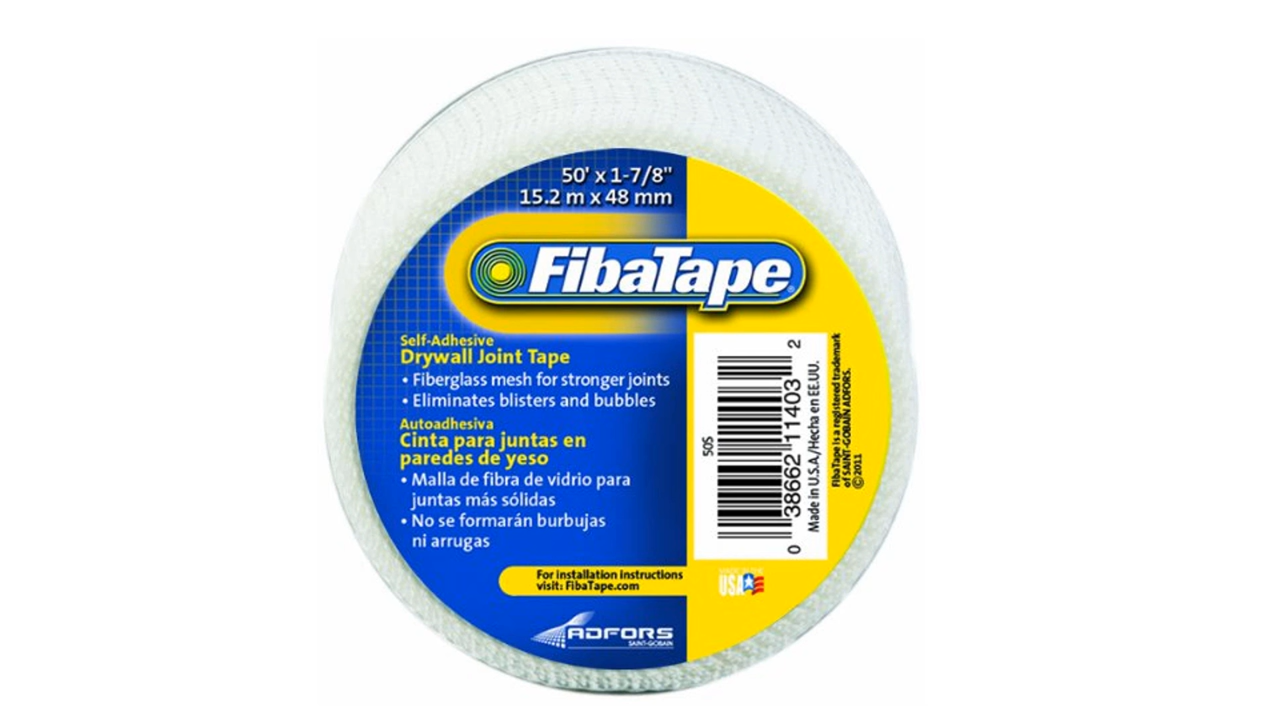 50' x 1-7/8"
15.2 m x 48 mm
FibaTape®
Self-Adhesive
Drywall Joint Tape
• Fiberglass mesh for stronger joints
• Eliminates blisters and bubbles
Autoadhesiva
Cinta para juntas en
paredes de yeso
• Malla de fibra de vidrio para
juntas más sólidas
• No se formarán burbujas
ni arrugas
For installation instructions
visit: FibaTape.com
ADFORS
SAINT-GOBAIN
50S
0 38662 11403 2
Made in U.S.A./Hecha en EE.UU.
FibaTape is a registered trademark
of SAINT-GOBAIN ADFORS.
©2011
MADE IN THE
USA